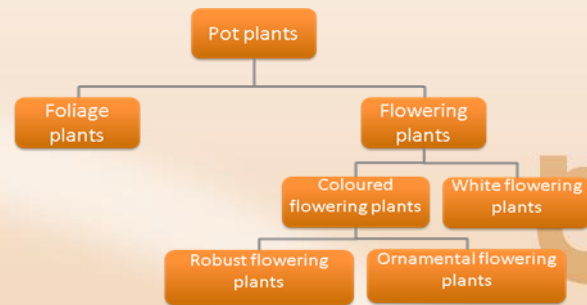 Pot plants
Foliage
plants
Flowering
plants
Coloured
flowering plants
White flowering
plants
Robust flowering
plants
Ornamental flowering
plants
b